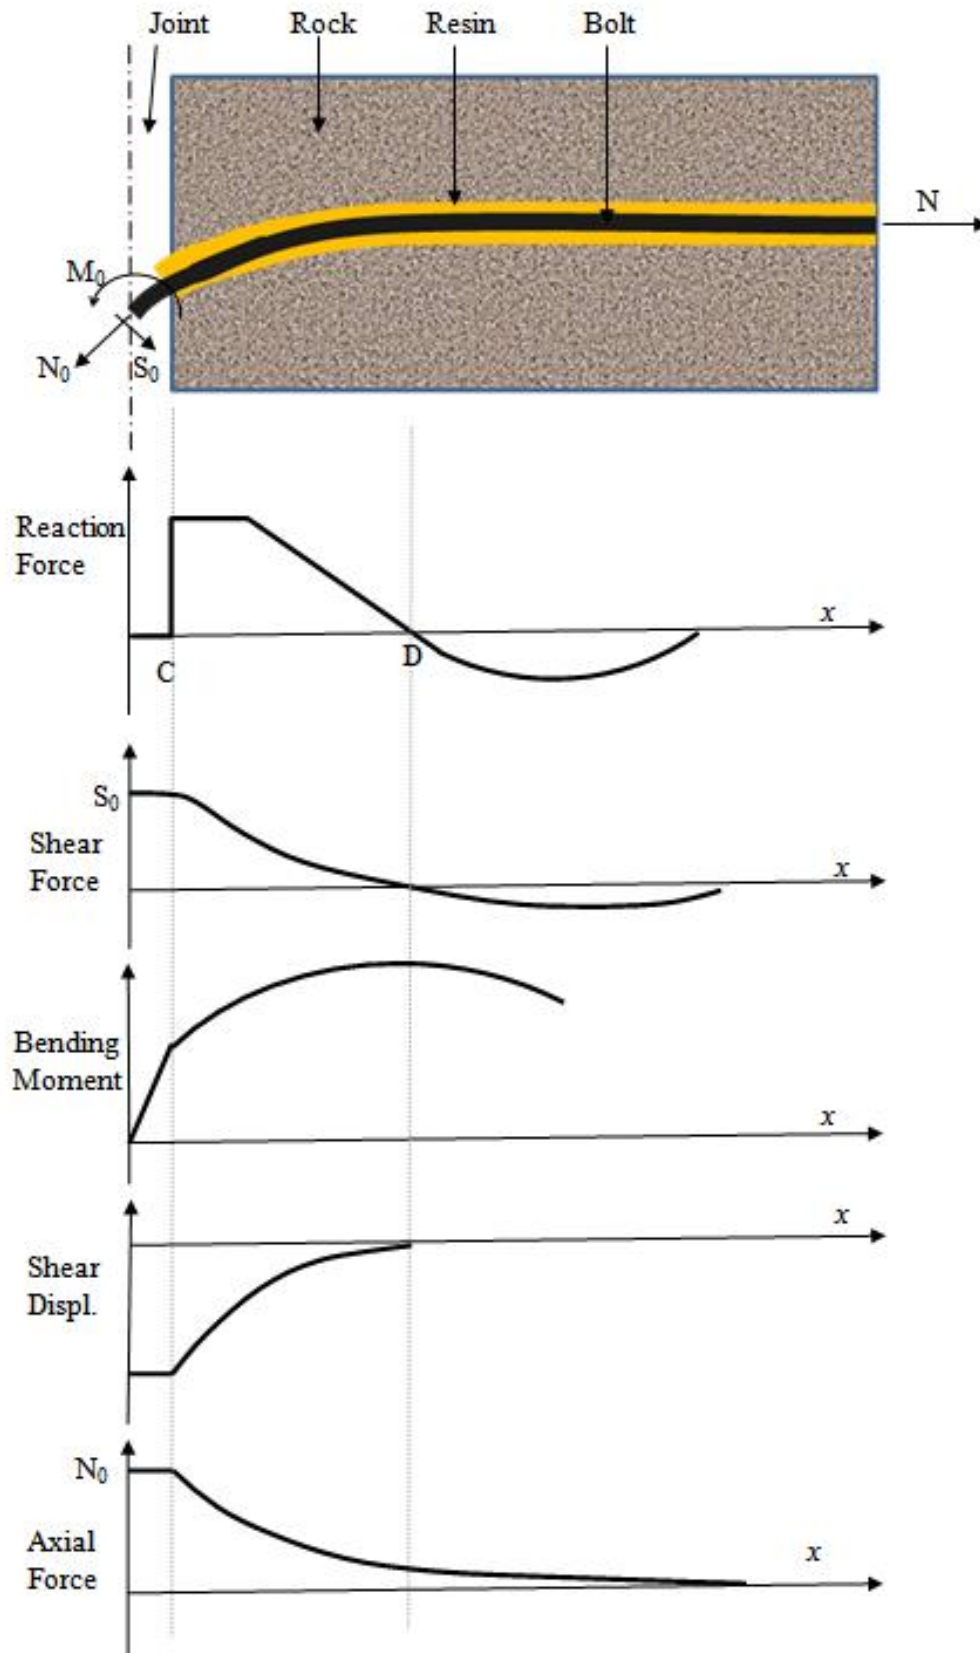 Joint Rock Resin Bolt
N
M₀
N₀ S₀
Reaction
Force
x
C D
S₀
Shear
Force
x
Bending
Moment
x
x
Shear
Displ.
N₀
Axial
Force
x